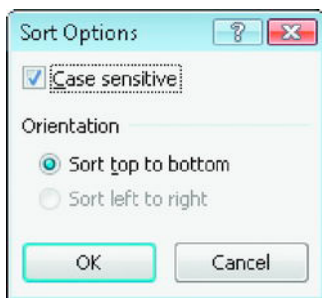 Sort Options
Case sensitive
Orientation
Sort top to bottom
Sort left to right
OK Cancel